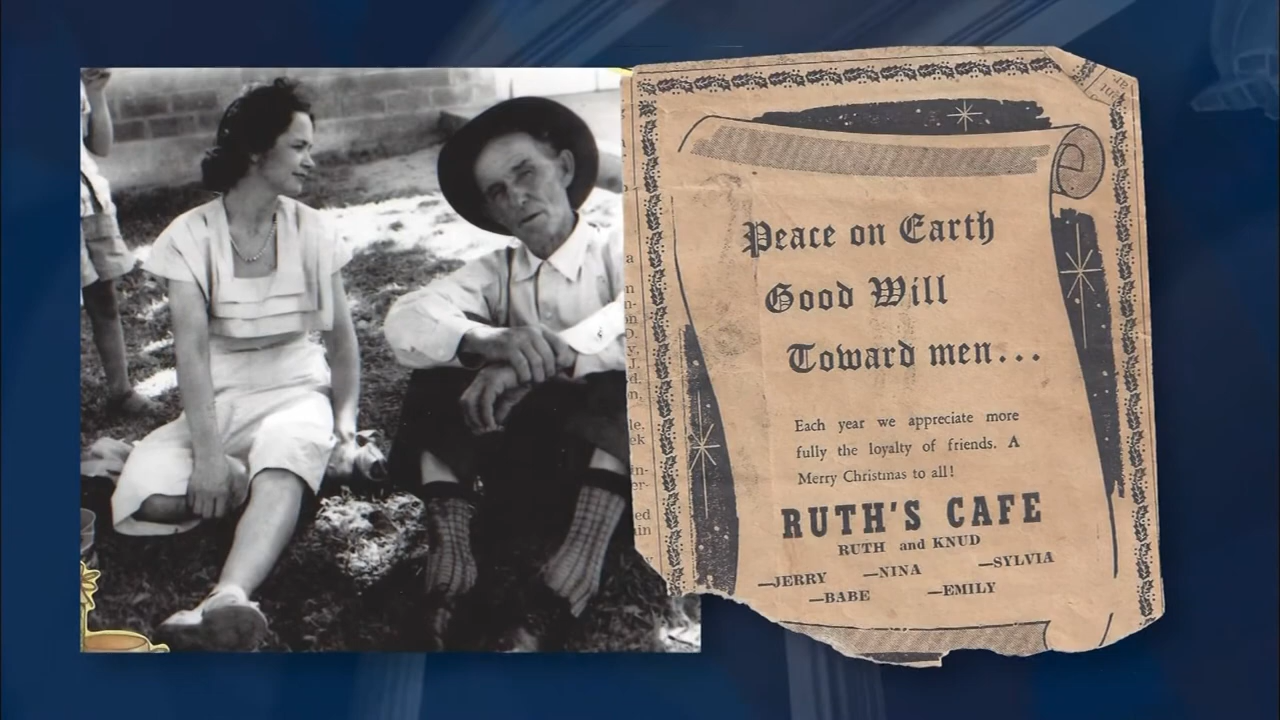 Peace on Earth
Good Will
Toward men...
Each year we appreciate more
fully the loyalty of friends. A
Merry Christmas to all!
RUTH'S CAFE
RUTH and KNUD
—JERRY —NINA —SYLVIA
—BABE —EMILY